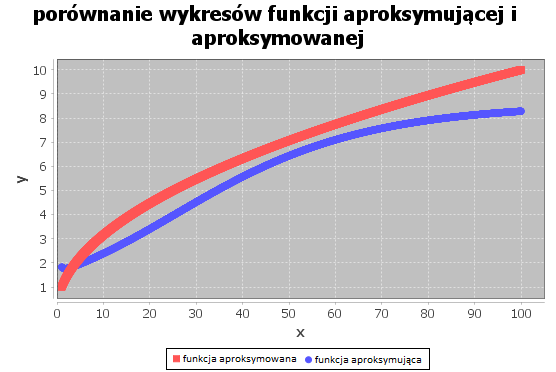 porównanie wykresów funkcji aproksymującej i
aproksymowanej
y
10
9
8
7
6
5
4
3
2
1
0 10 20 30 40 50 60 70 80 90 100
x
funkcja aproksymowana funkcja aproksymująca